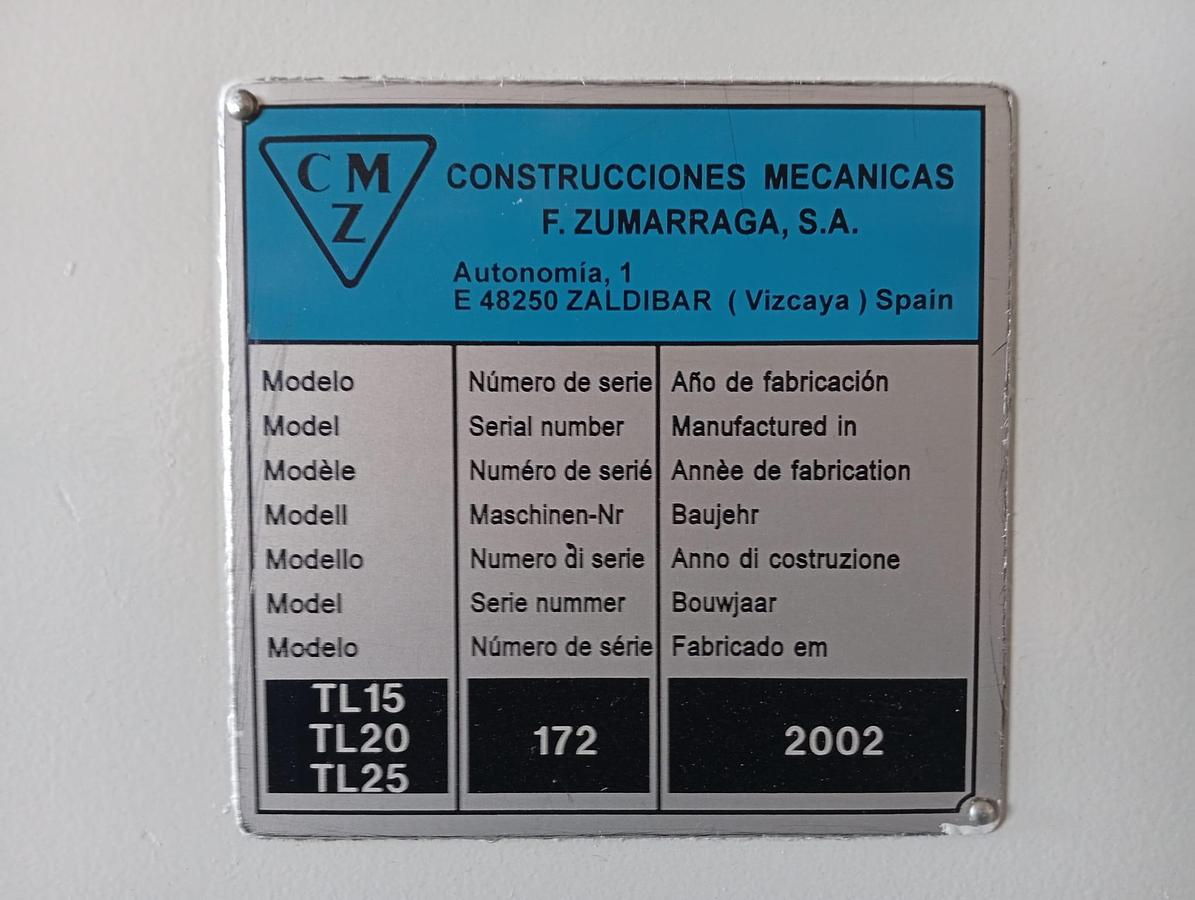 C M
Z
CONSTRUCCIONES MECANICAS
F. ZUMARRAGA, S.A.
Autonomía, 1
E 48250 ZALDIBAR ( Vizcaya ) Spain
Modelo
Model
Modèle
Modell
Modello
Model
Modelo
TL15
TL20
TL25
Número de serie
Serial number
Numéro de serié
Maschinen-Nr
Numero di serie
Serie nummer
Número de série
172
Año de fabricación
Manufactured in
Annèe de fabrication
Baujehr
Anno di costruzione
Bouwjaar
Fabricado em
2002